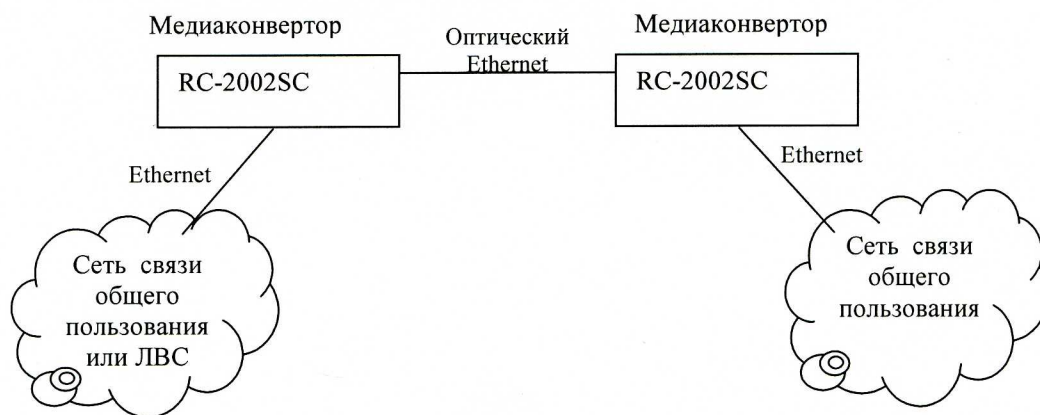 Медиаконвертор
Оптический
Ethernet
Медиаконвертор
RC-2002SC
RC-2002SC
Ethernet
Ethernet
Сеть связи
общего
пользования
или ЛВС
Сеть связи
общего
пользования